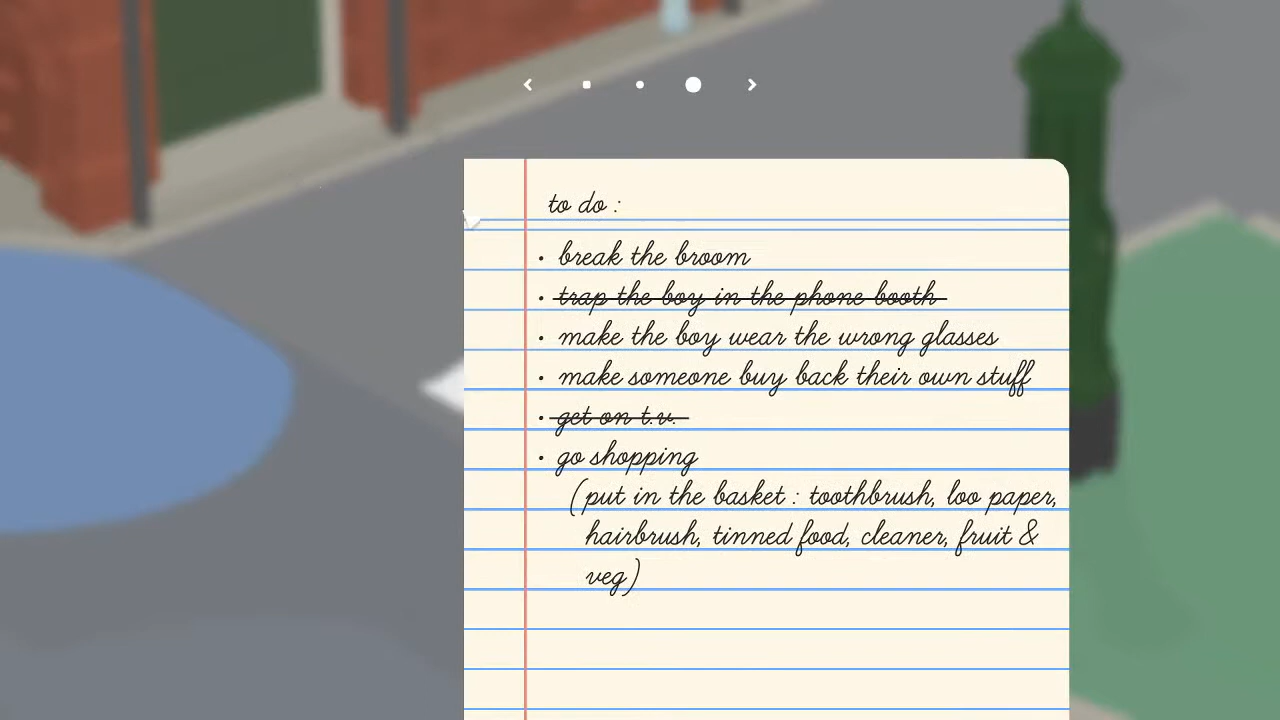 to do :
• break the broom
• trap the boy in the phone booth
• make the boy wear the wrong glasses
• make someone buy back their own stuff
• get on t.v.
• go shopping
(put in the basket : toothbrush, loo paper,
hairbrush, tinned food, cleaner, fruit &
veg)